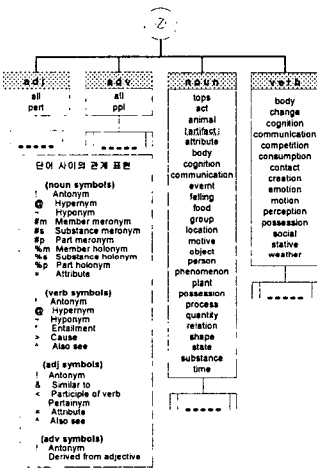 Z
adj
all
pert
adv
all
ppl
noun
tops
act
animal
(artifact)
attribute
body
cognition
communication
evernt
felling
food
group
location
motive
object
person
phenomenon
plant
possession
process
quantity
relation
shape
state
substance
time
verb
body
change
cognition
communication
competition
consumption
contact
creation
emotion
motion
perception
possession
social
stative
weather
단어 사이의 관계 표현
(noun symbols)
! Antonym
@ Hypernym
~ Hyponym
#m Member meronym
#s Substance meronym
#p Part meronym
%m Member holonym
%s Substance holonym
%p Part holonym
= Attribute
(verb symbols)
! Antonym
@ Hypernym
~ Hyponym
* Entailment
> Cause
^ Also see
(adj symbols)
! Antonym
& Similar to
< Participle of verb
Pertainym
= Attribute
^ Also see
(adv symbols)
! Antonym
Derived from adjective